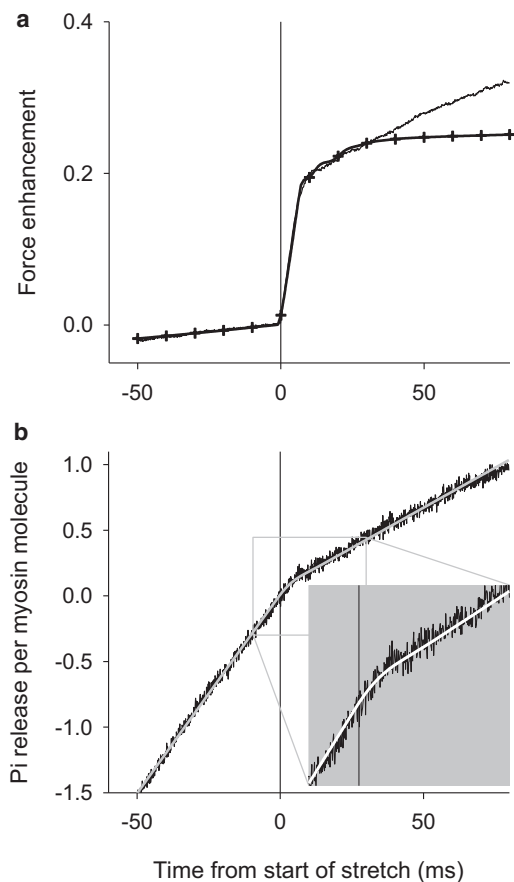 a
0.4
0.2
0.0
Force enhancement
-50 0 50
b
1.0
0.5
0.0
-0.5
-1.0
-1.5
Pi release per myosin molecule
-50 0 50
Time from start of stretch (ms)